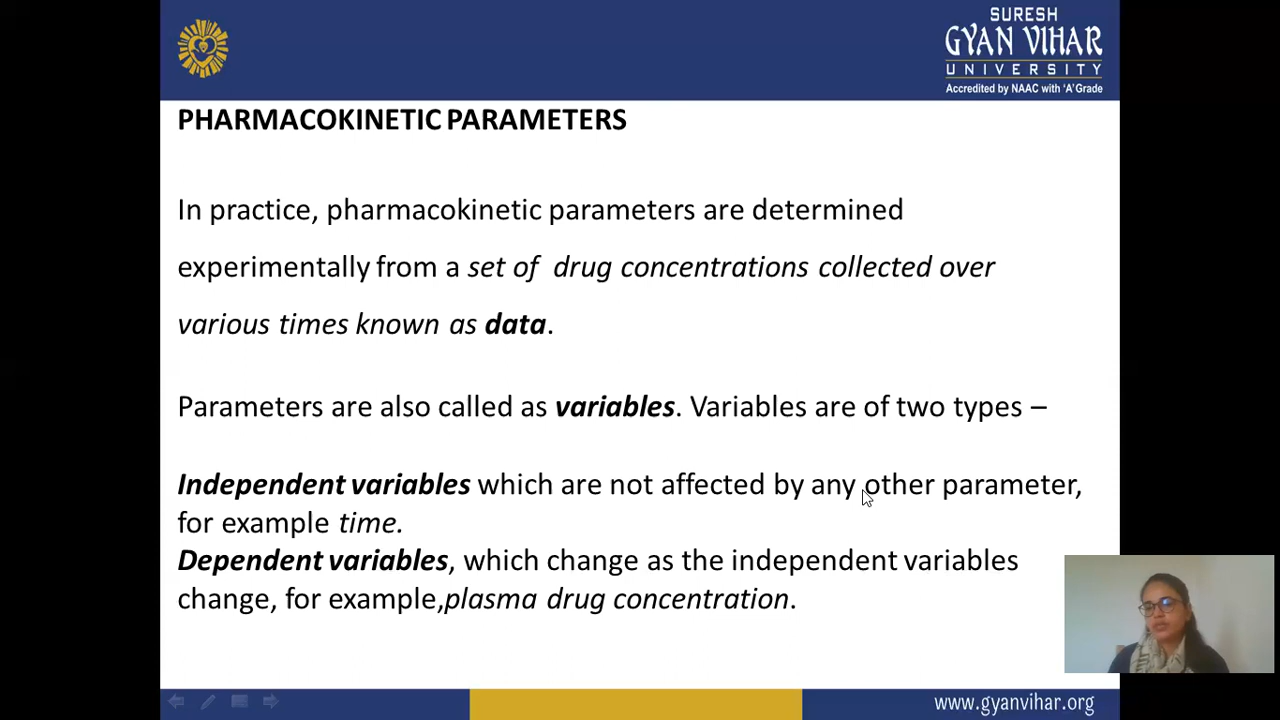 SURESH
GYAN VIHAR
UNIVERSITY
Accredited by NAAC with 'A' Grade
PHARMACOKINETIC PARAMETERS
In practice, pharmacokinetic parameters are determined
experimentally from a set of drug concentrations collected over
various times known as data.
Parameters are also called as variables. Variables are of two types –
Independent variables which are not affected by any other parameter,
for example time.
Dependent variables, which change as the independent variables
change, for example,plasma drug concentration.
www.gyanvihar.org